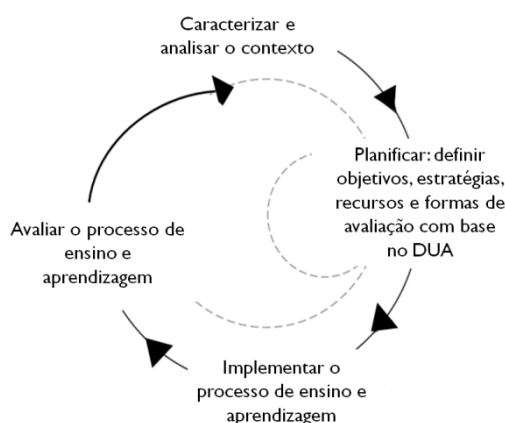 Caracterizar e
analisar o contexto
Planificar: definir
objetivos, estratégias,
recursos e formas de
avaliação com base
no DUA
Implementar o
processo de ensino e
aprendizagem
Avaliar o processo de
ensino e
aprendizagem